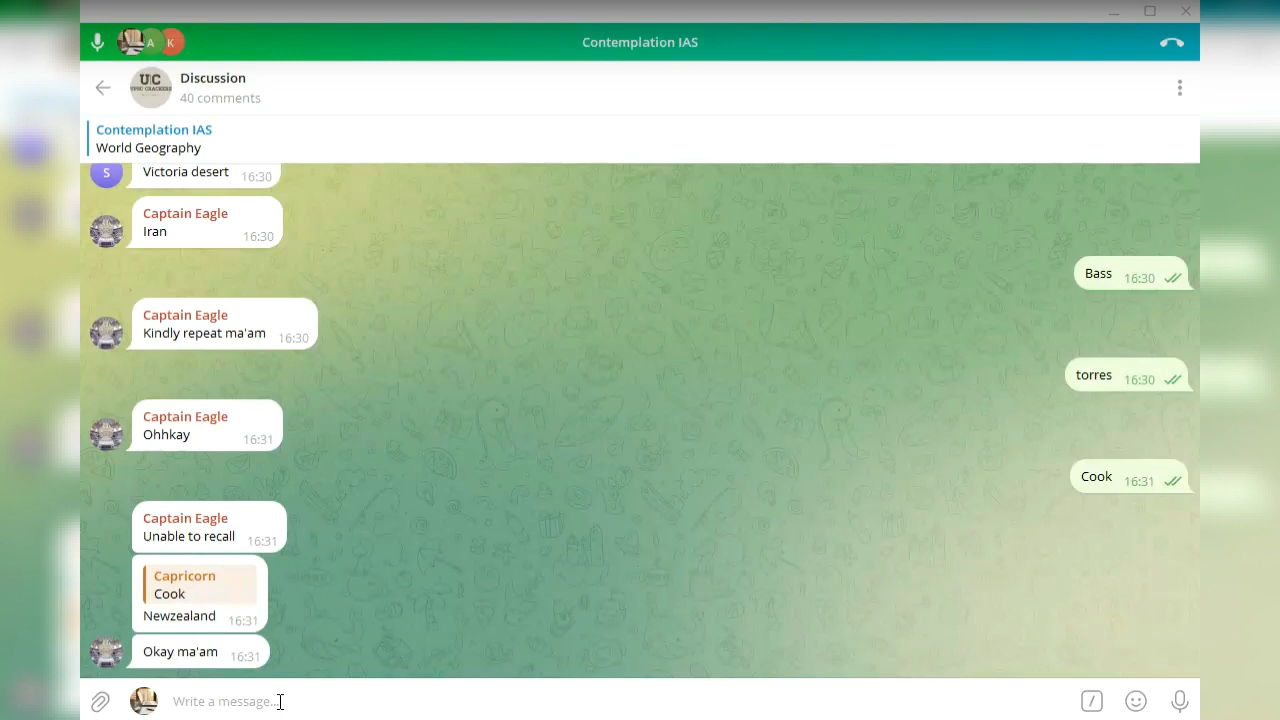 A
K
Contemplation IAS
UC
UPSC CRACKERS
Discussion
40 comments
Contemplation IAS
World Geography
S
Victoria desert 16:30
Captain Eagle
Iran 16:30
Bass 16:30
Captain Eagle
Kindly repeat ma'am 16:30
torres 16:30
Captain Eagle
Ohhkay 16:31
Cook 16:31
Captain Eagle
Unable to recall 16:31
Capricorn
Cook
Newzealand 16:31
Okay ma'am 16:31
Write a message...